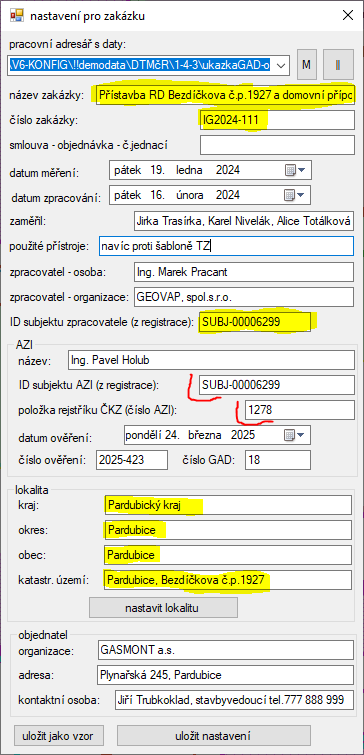 nastavení pro zakázku
pracovní adresář s daty:
\V6-KONFIG\!!demodata\DTMčR\1-4-3\ukazkaGAD-o
M
II
název zakázky: Přístavba RD Bezdíčkova č.p.1927 a domovní přípo
číslo zakázky: IG2024-111
smlouva - objednávka - č.jednací
datum měření: pátek 19. ledna 2024
datum zpracování: pátek 16. února 2024
zaměřil: Jirka Trasírka, Karel Nivelák, Alice Totálková
použité přístroje: navíc proti šabloně TZ
zpracovatel - osoba: Ing. Marek Pracant
zpracovatel - organizace: GEOVAP, spol.s.r.o.
ID subjektu zpracovatele (z registrace): SUBJ-00006299
AZI
název: Ing. Pavel Holub
ID subjektu AZI (z registrace): SUBJ-00006299
položka rejstříku ČKZ (číslo AZI): 1278
datum ověření: pondělí 24. března 2025
číslo ověření: 2025-423 číslo GAD: 18
lokalita
kraj: Pardubický kraj
okres: Pardubice
obec: Pardubice
katastr. území: Pardubice, Bezdíčkova č.p.1927
nastavit lokalitu
objednatel
organizace: GASMONT a.s.
adresa: Plynařská 245, Pardubice
kontaktní osoba: Jiří Trubkoklad, stavbyvedoucí tel.777 888 999
uložit jako vzor
uložit nastavení